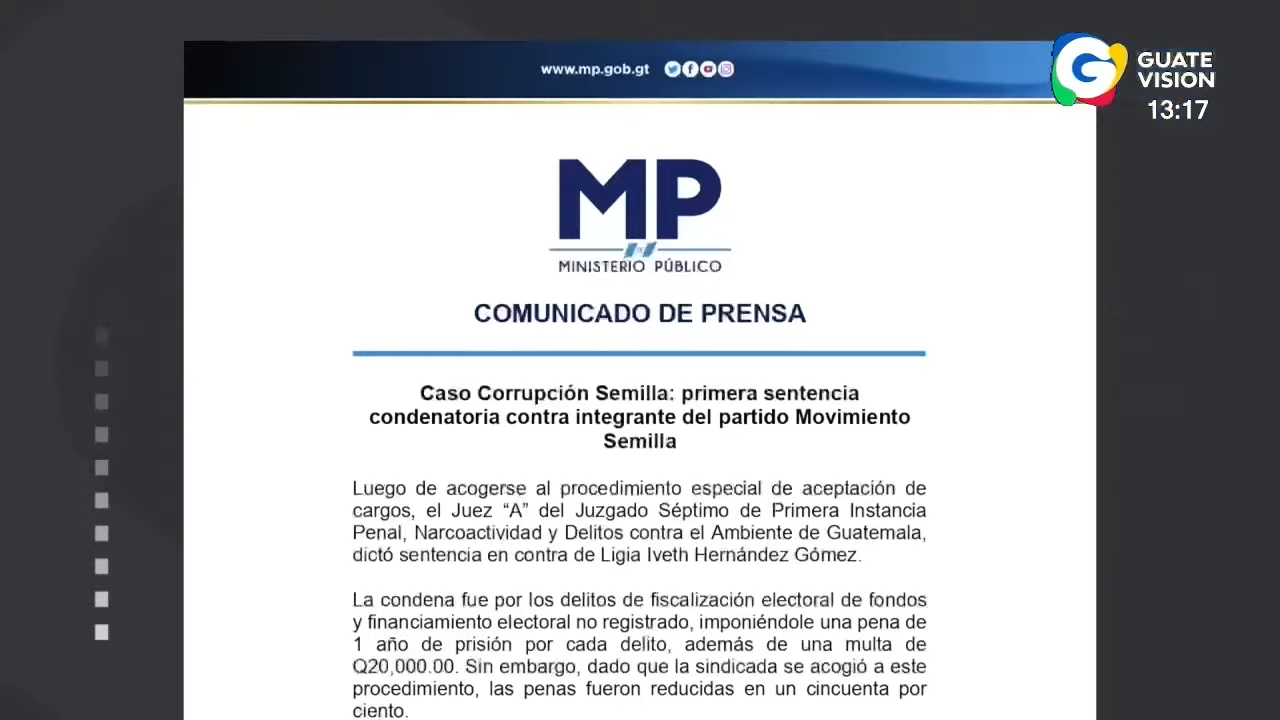 www.mp.gob.gt
GUATE
VISION
13:17
MP
MINISTERIO PÚBLICO
COMUNICADO DE PRENSA
Caso Corrupción Semilla: primera sentencia
condenatoria contra integrante del partido Movimiento
Semilla
Luego de acogerse al procedimiento especial de aceptación de
cargos, el Juez “A” del Juzgado Séptimo de Primera Instancia
Penal, Narcoactividad y Delitos contra el Ambiente de Guatemala,
dictó sentencia en contra de Ligia Iveth Hernández Gómez.
La condena fue por los delitos de fiscalización electoral de fondos
y financiamiento electoral no registrado, imponiéndole una pena de
1 año de prisión por cada delito, además de una multa de
Q20,000.00. Sin embargo, dado que la sindicada se acogió a este
procedimiento, las penas fueron reducidas en un cincuenta por
ciento.